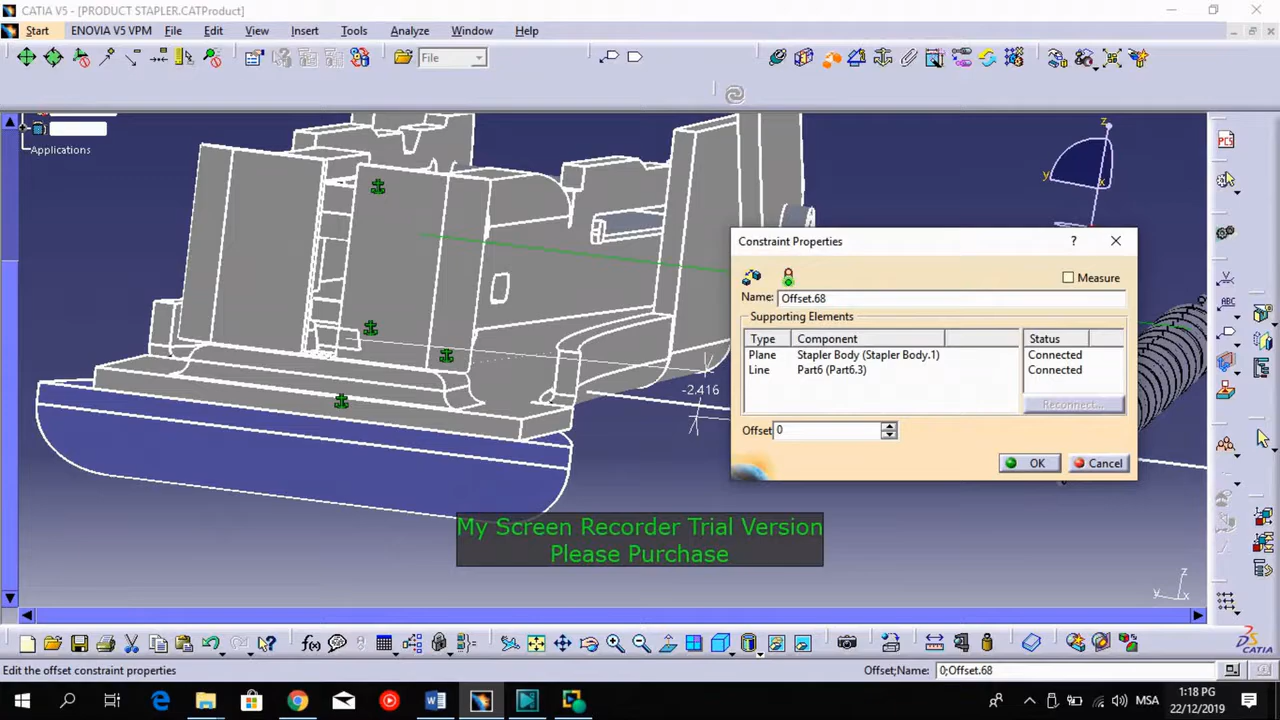 CATIA V5 - [PRODUCT STAPLER.CATProduct]
Start ENOVIA V5 VPM File Edit View Insert Tools Analyze Window Help
File
Applications
z
y
x
-2.416
Constraint Properties
Measure
Name: Offset.68
Supporting Elements
Type Component Status
Plane Stapler Body (Stapler Body.1) Connected
Line Part6 (Part6.3) Connected
Reconnect...
Offset 0
OK Cancel
My Screen Recorder Trial Version
Please Purchase
PCS
ABC
z
y x
f(x)
CATIA
Edit the offset constraint properties Offset;Name; 0;Offset.68
MSA
1:18 PG
22/12/2019